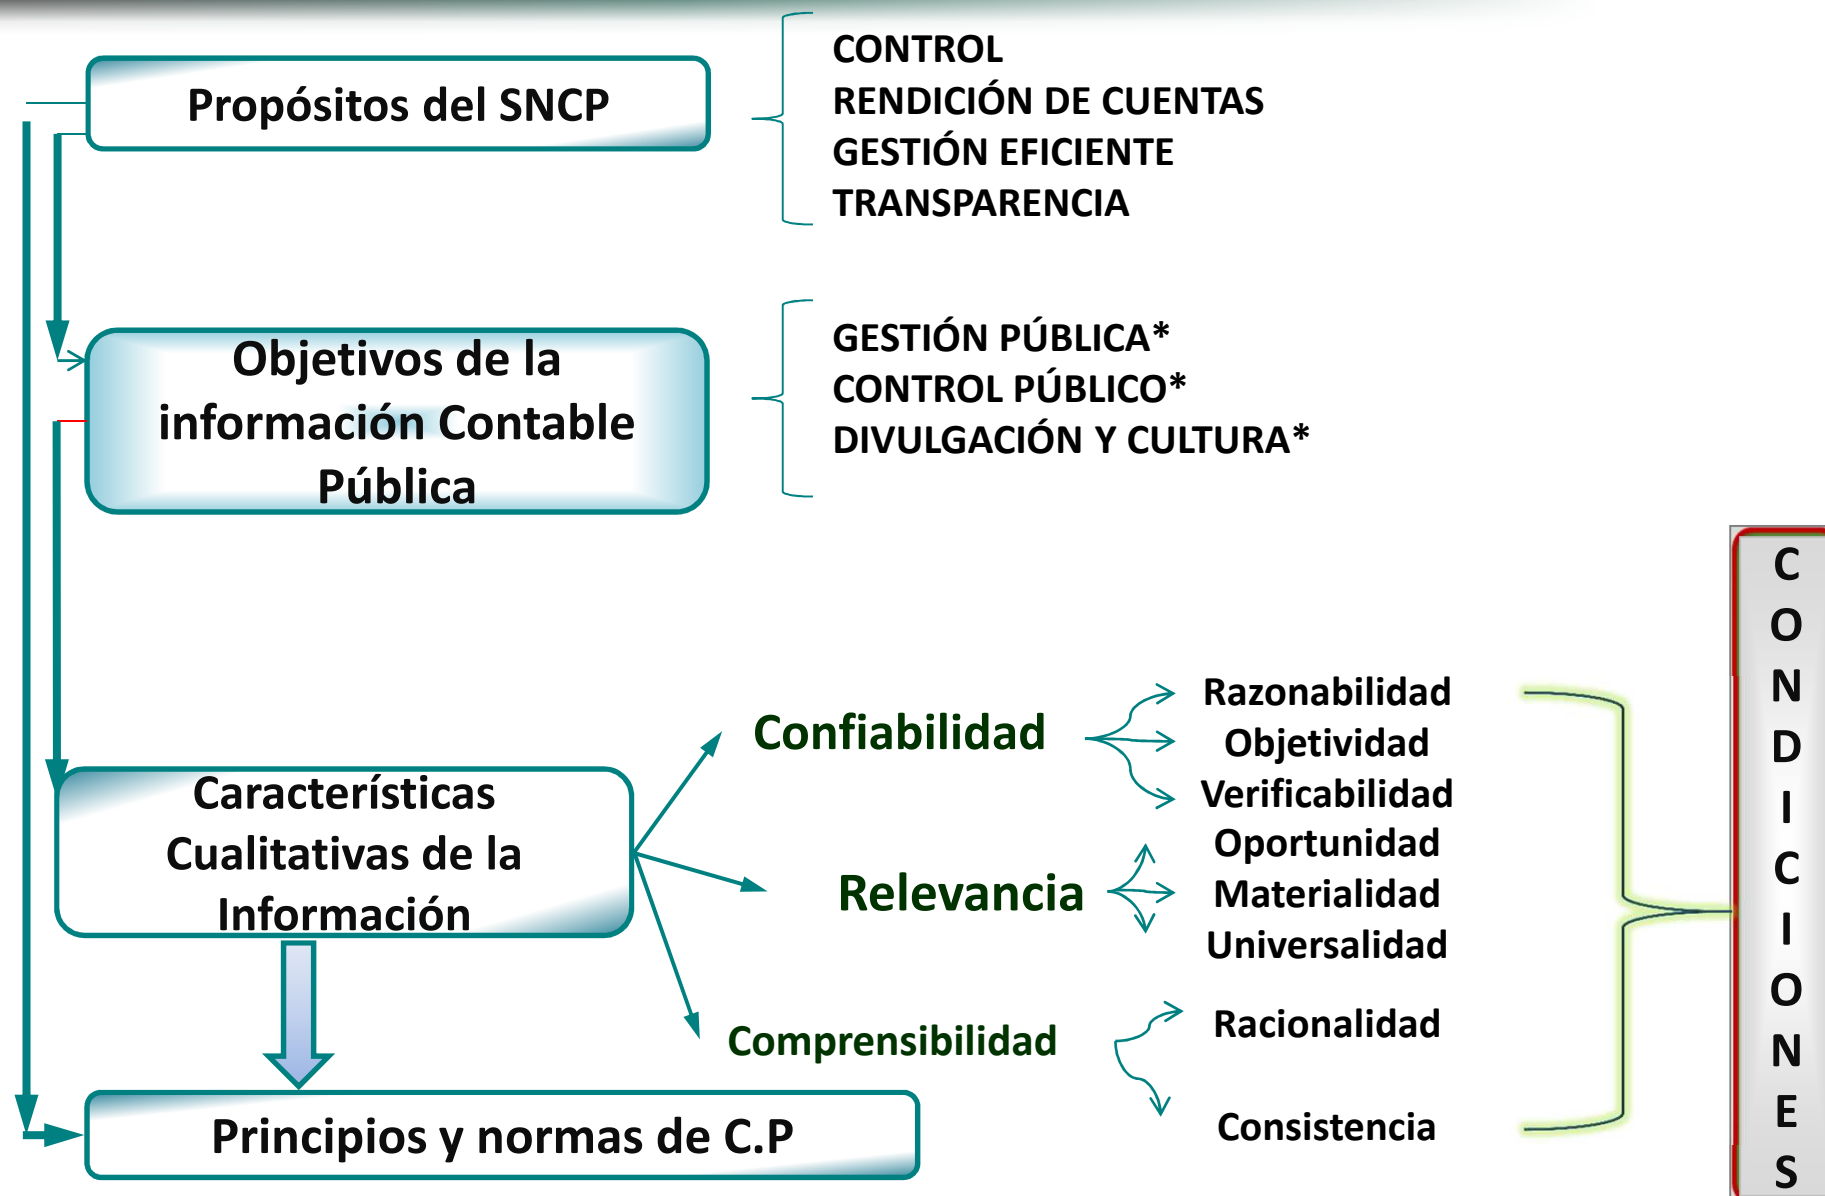 Propósitos del SNCP
CONTROL
RENDICIÓN DE CUENTAS
GESTIÓN EFICIENTE
TRANSPARENCIA
Objetivos de la
información Contable
Pública
GESTIÓN PÚBLICA*
CONTROL PÚBLICO*
DIVULGACIÓN Y CULTURA*
Características
Cualitativas de la
Información
Confiabilidad
Razonabilidad
Objetividad
Verificabilidad
Relevancia
Oportunidad
Materialidad
Universalidad
Comprensibilidad
Racionalidad
Consistencia
Principios y normas de C.P
C
O
N
D
I
C
I
O
N
E
S